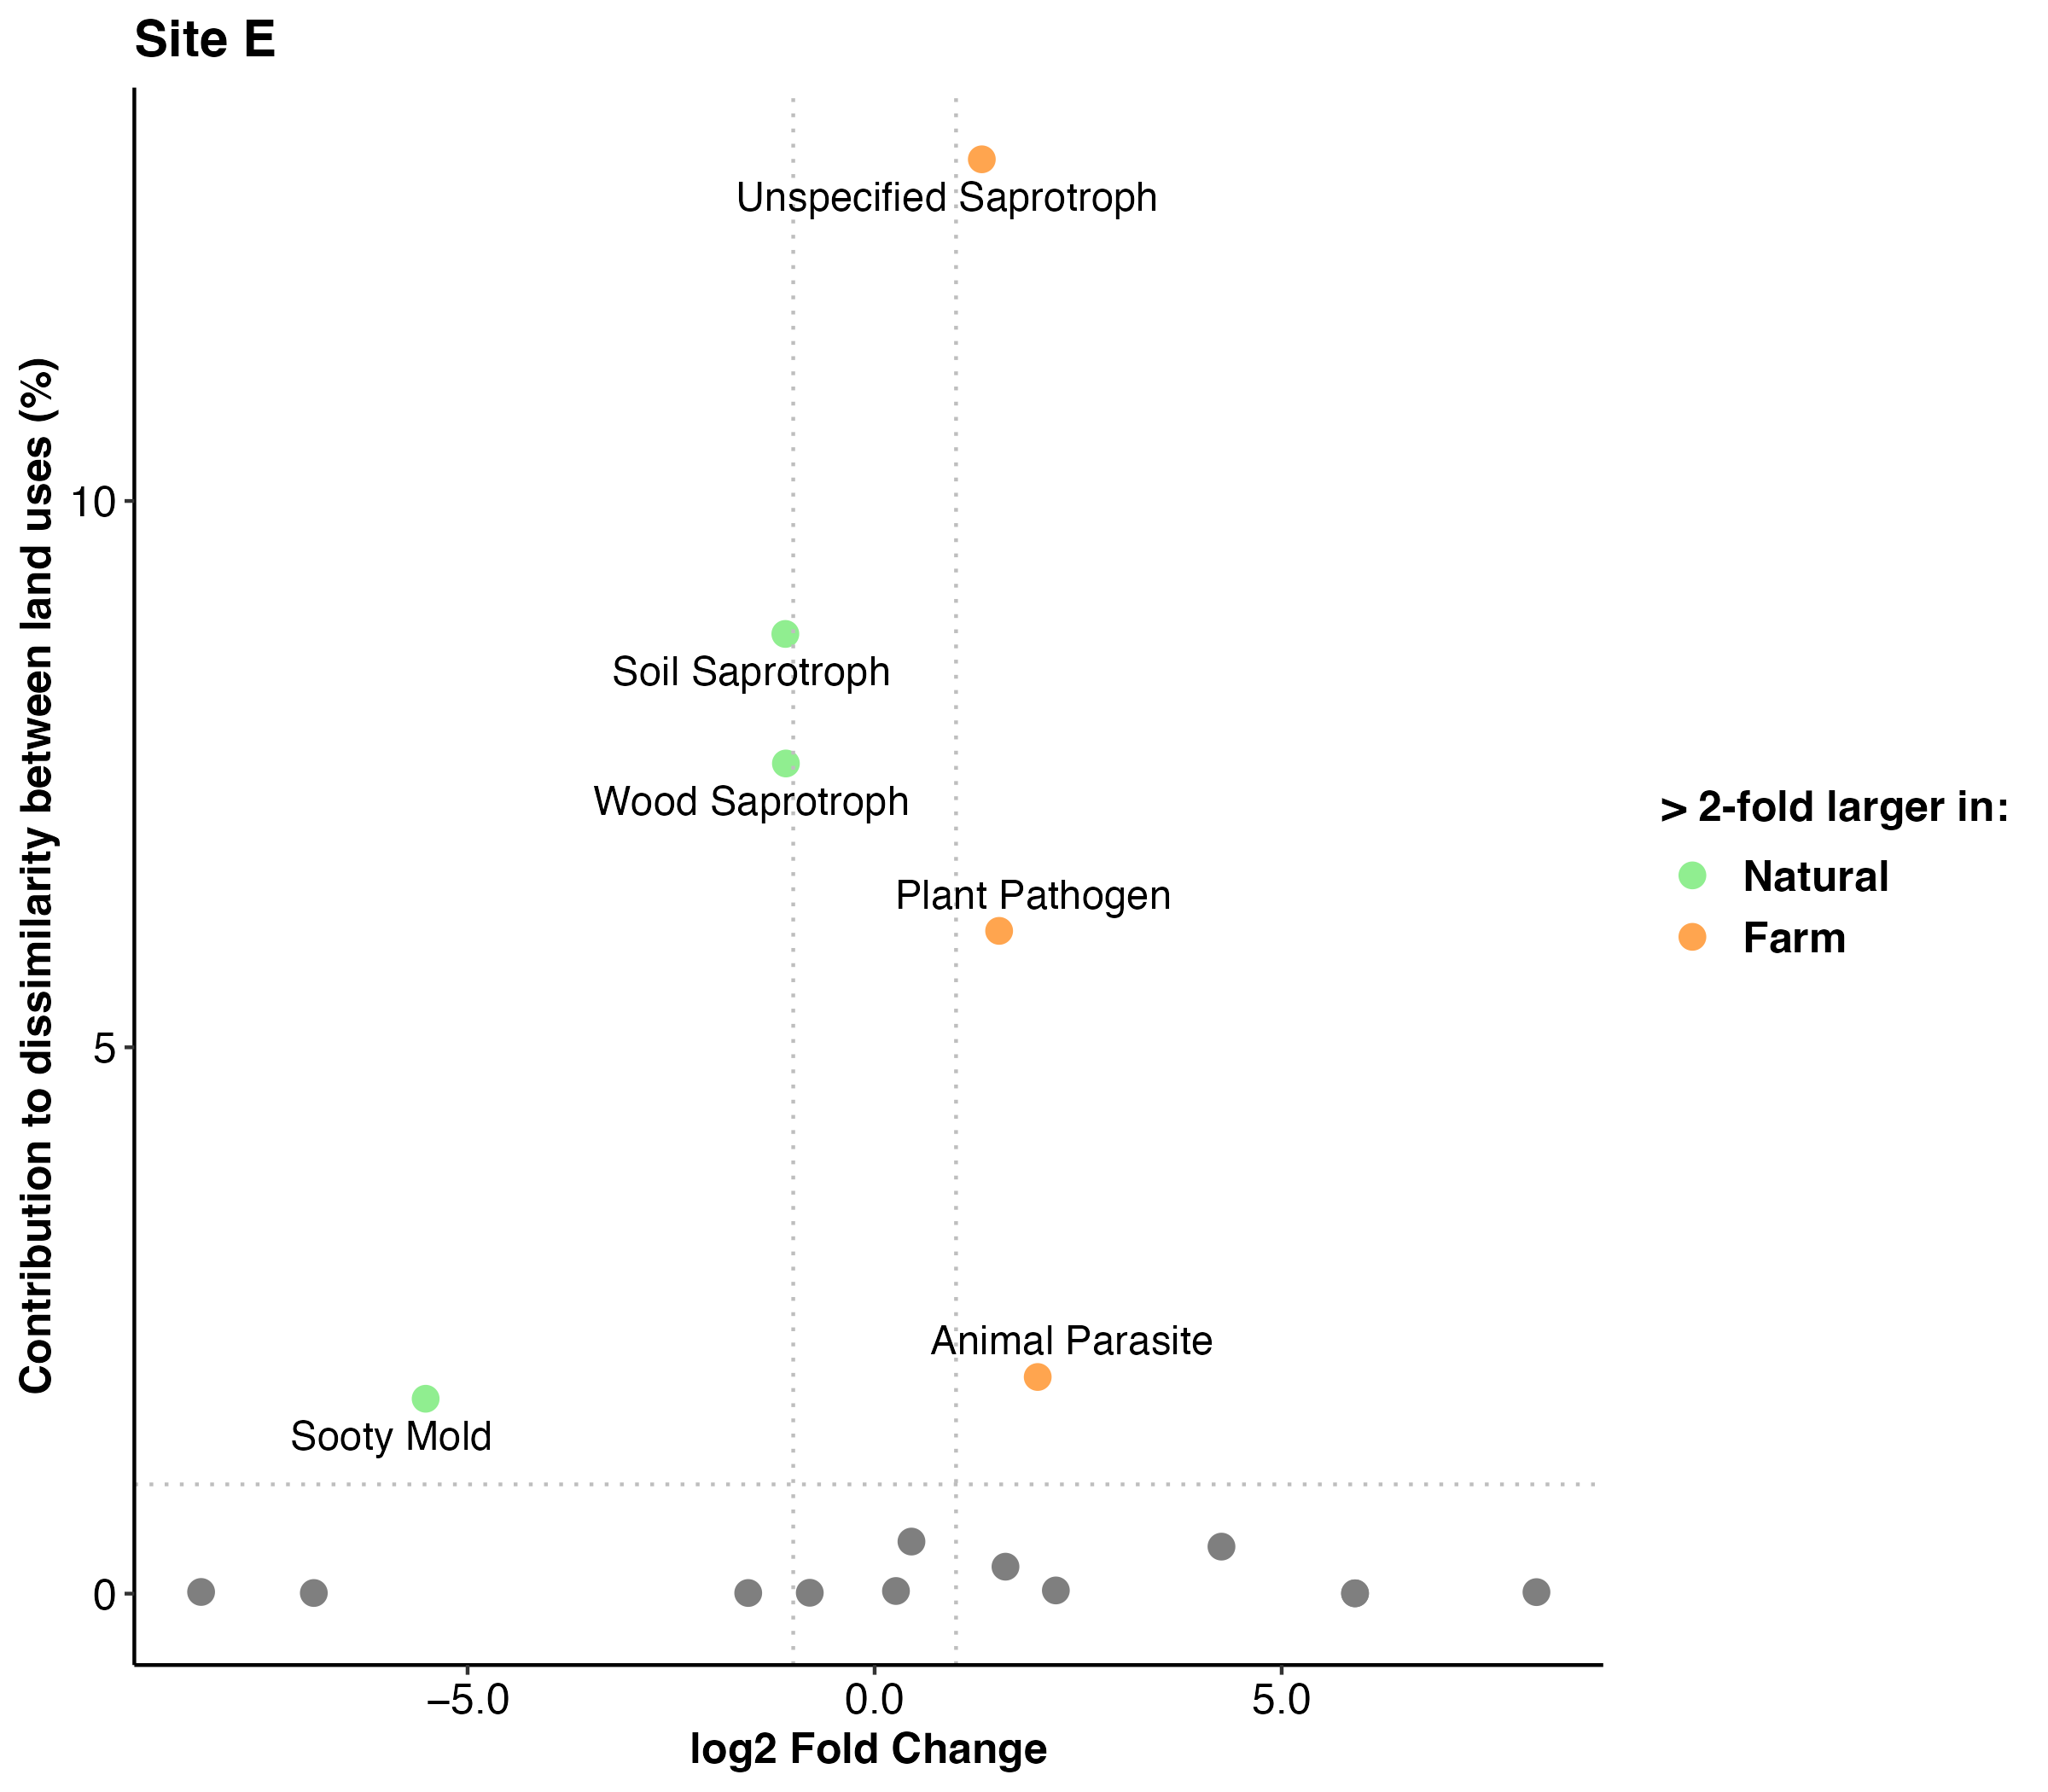 Site E
Contribution to dissimilarity between land uses (%)
10
5
0
Unspecified Saprotroph
Soil Saprotroph
Wood Saprotroph
Plant Pathogen
Animal Parasite
Sooty Mold
> 2-fold larger in:
Natural
Farm
−5.0
0.0
5.0
log2 Fold Change